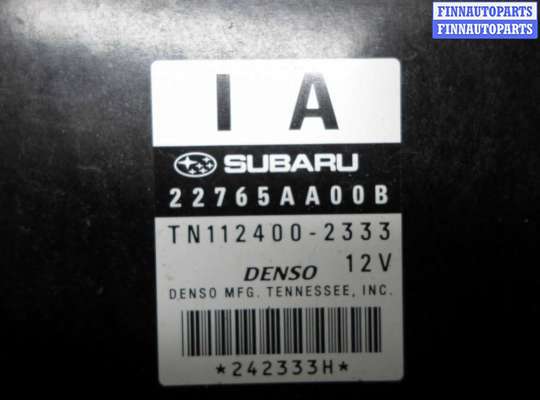 FINNAUTOPARTS
FINNAUTOPARTS
I A
SUBARU
22765AA00B
TN112400-2333
DENSO 12V
DENSO MFG. TENNESSEE, INC.
*242333H*